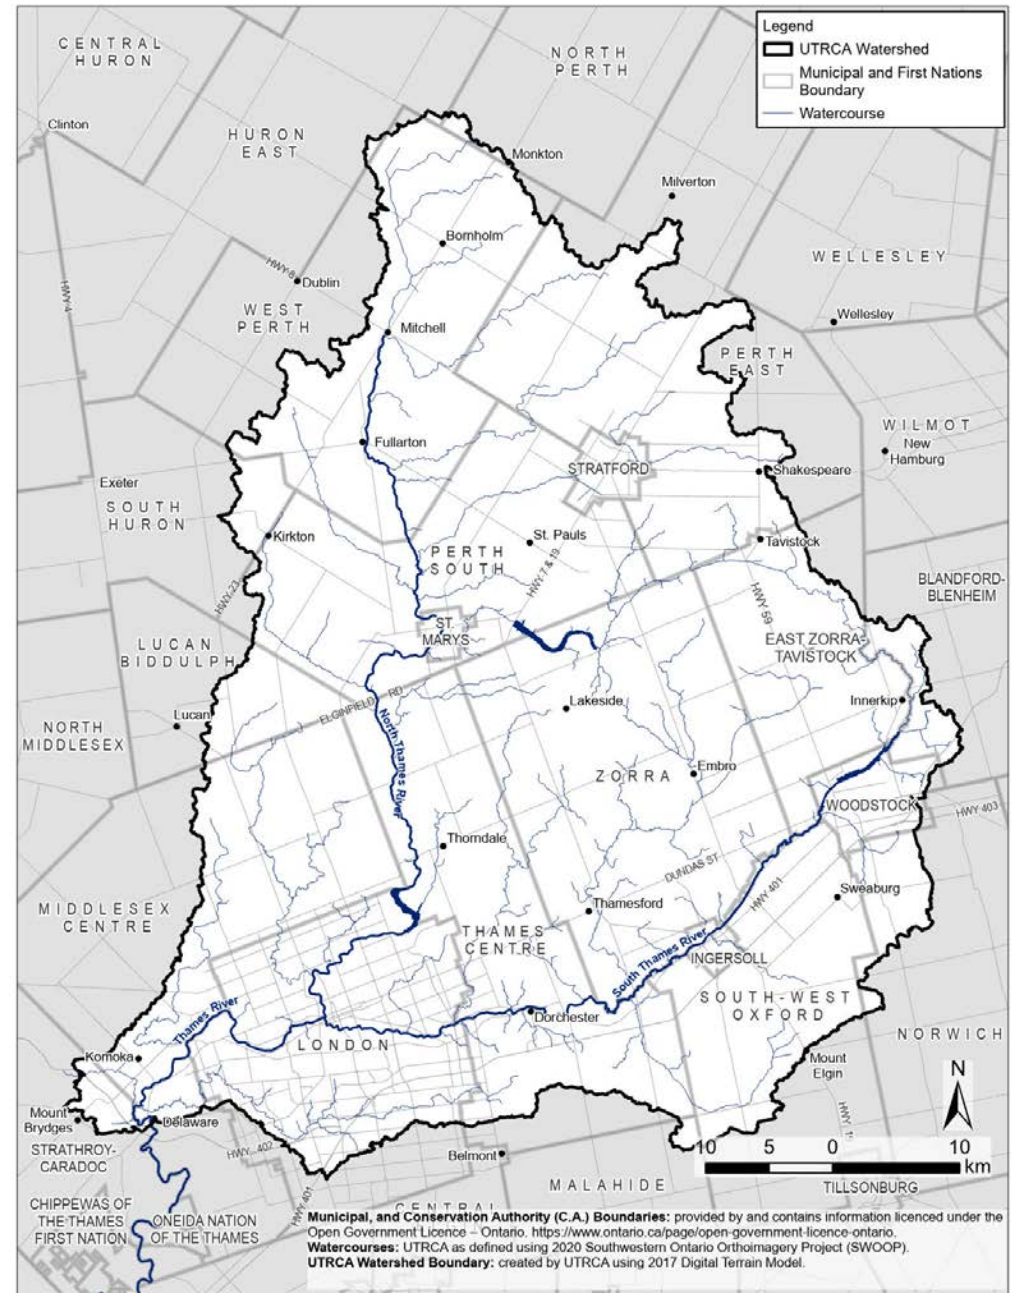 Legend
UTRCA Watershed
Municipal and First Nations
Boundary
Watercourse
CENTRAL
HURON
NORTH
PERTH
Clinton
HURON
EAST
Monkton
Milverton
Bornholm
WELLESLEY
HWY 8
Dublin
HWY 4
WEST
PERTH
Mitchell
Wellesley
PERTH
EAST
Fullarton
WILMOT
New
Hamburg
STRATFORD
Shakespeare
Exeter
SOUTH
HURON
Kirkton
St. Pauls
Tavistock
PERTH
SOUTH
HWY 7 & 19
HWY 23
HWY 59
BLANDFORD-
BLENHEIM
ST.
MARYS
EAST ZORRA-
TAVISTOCK
LUCAN
BIDDULPH
ELGINFIELD RD
Lakeside
Innerkip
Lucan
NORTH
MIDDLESEX
North Thames River
Embro
ZORRA
WOODSTOCK
HWY 403
Thorndale
DUNDAS ST
HWY 401
Sweaburg
Thamesford
MIDDLESEX
CENTRE
THAMES
CENTRE
South Thames River
INGERSOLL
SOUTH-WEST
OXFORD
Thames River
Dorchester
NORWICH
LONDON
Komoka
Mount
Elgin
N
Mount
Brydges
Delaware
STRATHROY-
CARADOC
HWY 402
Belmont
10 5 0 10
km
MALAHIDE
TILLSONBURG
CHIPPEWAS OF
THE THAMES
FIRST NATION
ONEIDA NATION
OF THE THAMES
HWY 401
CENTRAL
Municipal, and Conservation Authority (C.A.) Boundaries: provided by and contains information licenced under the
Open Government Licence – Ontario. https://www.ontario.ca/page/open-government-licence-ontario.
Watercourses: UTRCA as defined using 2020 Southwestern Ontario Orthoimagery Project (SWOOP).
UTRCA Watershed Boundary: created by UTRCA using 2017 Digital Terrain Model.